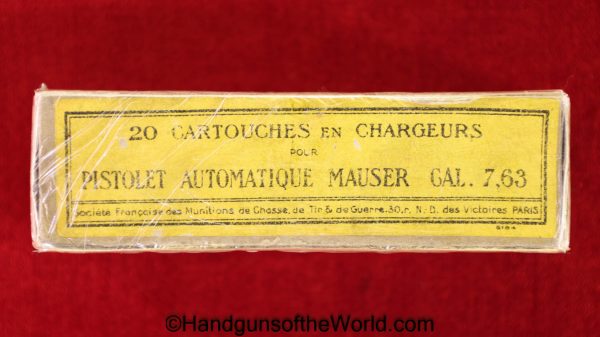 20 CARTOUCHES EN CHARGEURS
POUR
PISTOLET AUTOMATIQUE MAUSER CAL. 7,63
Société Française des Munitions de Chasse, de Tir & de Guerre. 30, r. N.-D. des Victoires PARIS
5184
©HandgunsoftheWorld.com